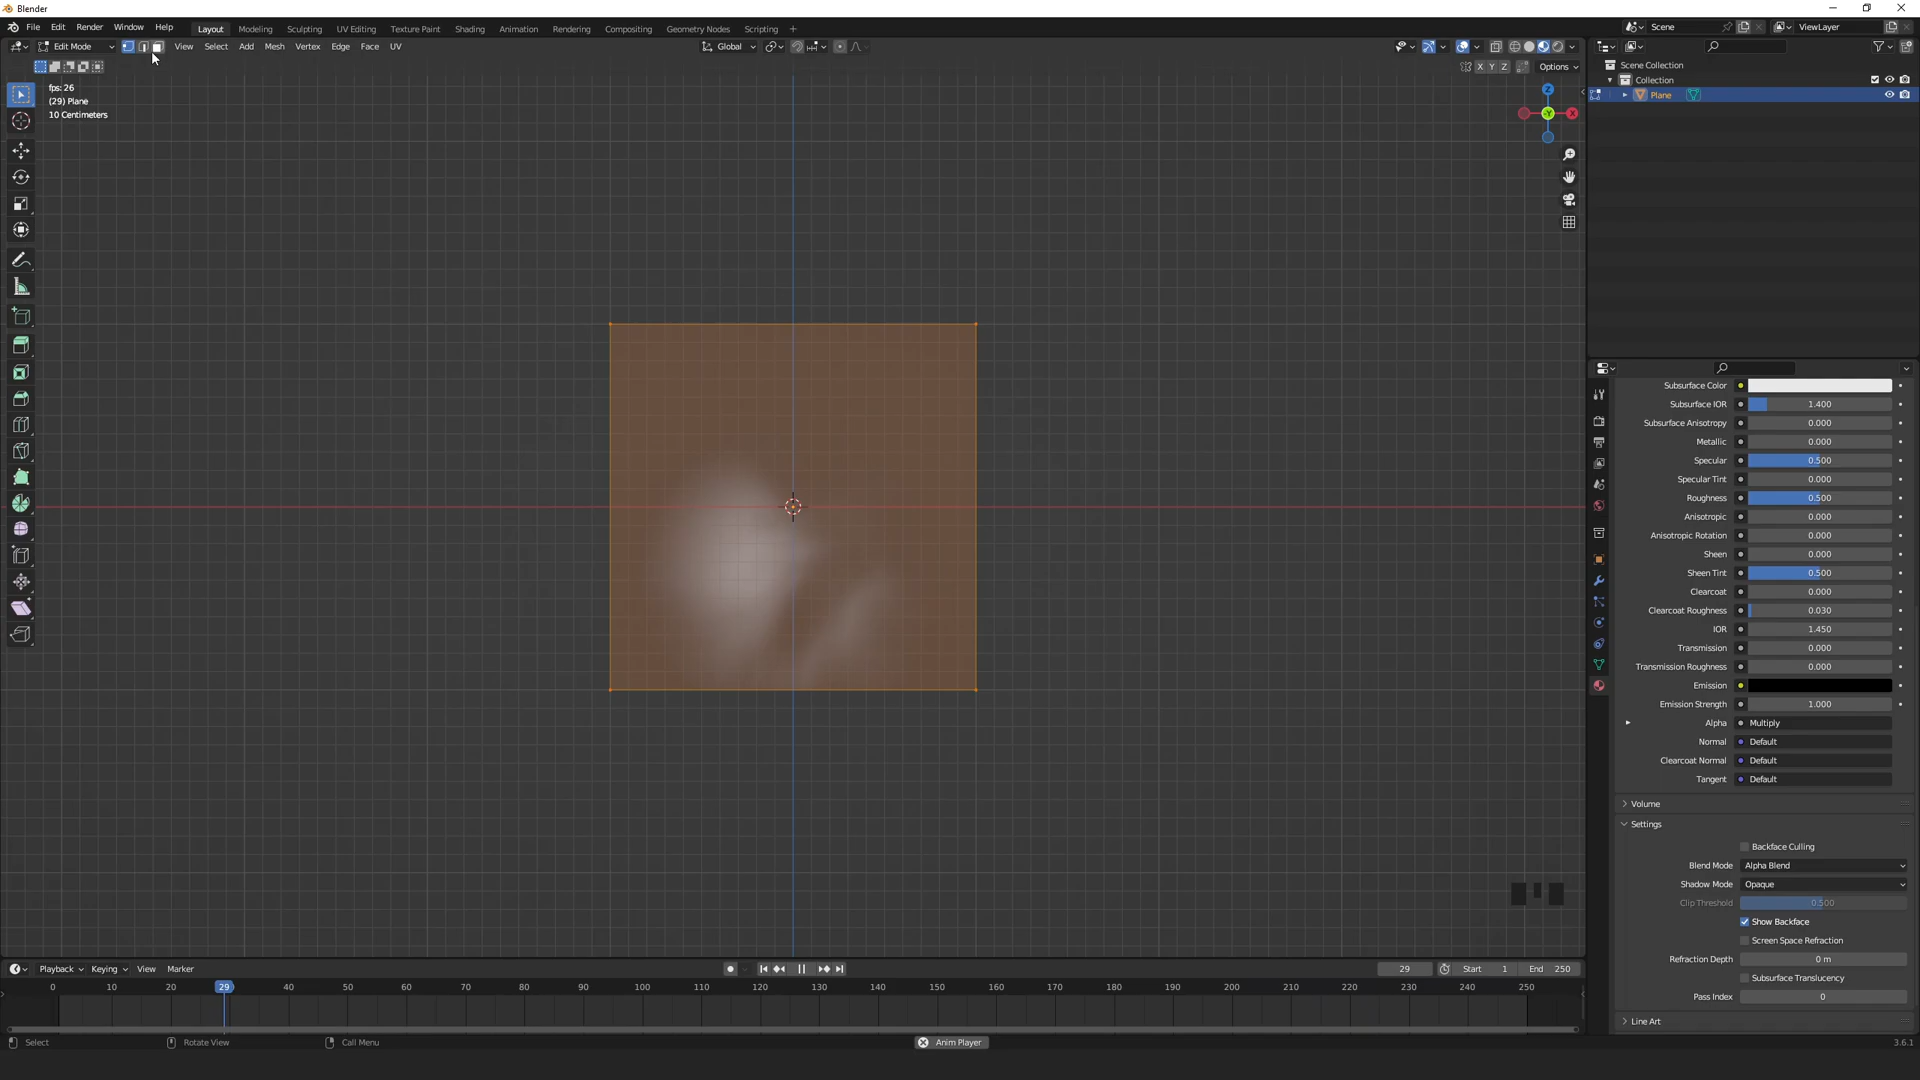 Blender
File Edit Render Window Help Layout Modeling Sculpting UV Editing Texture Paint Shading Animation Rendering Compositing Geometry Nodes Scripting + Scene ViewLayer
Edit Mode View Select Add Mesh Vertex Edge Face UV Global
X Y Z Options
Scene Collection
Collection
Plane
fps: 26
(29) Plane
10 Centimeters
Z
-Y
X
Subsurface Color
Subsurface IOR 1.400
Subsurface Anisotropy 0.000
Metallic 0.000
Specular 0.500
Specular Tint 0.000
Roughness 0.500
Anisotropic 0.000
Anisotropic Rotation 0.000
Sheen 0.000
Sheen Tint 0.500
Clearcoat 0.000
Clearcoat Roughness 0.030
IOR 1.450
Transmission 0.000
Transmission Roughness 0.000
Emission
Emission Strength 1.000
Alpha Multiply
Normal Default
Clearcoat Normal Default
Tangent Default
Volume
Settings
Backface Culling
Blend Mode Alpha Blend
Shadow Mode Opaque
Clip Threshold 0.500
Show Backface
Screen Space Refraction
Refraction Depth 0 m
Subsurface Translucency
Pass Index 0
Line Art
Playback Keying View Marker 29 Start 1 End 250
0 10 20 29 40 50 60 70 80 90 100 110 120 130 140 150 160 170 180 190 200 210 220 230 240 250
Select Rotate View Call Menu Anim Player 3.6.1